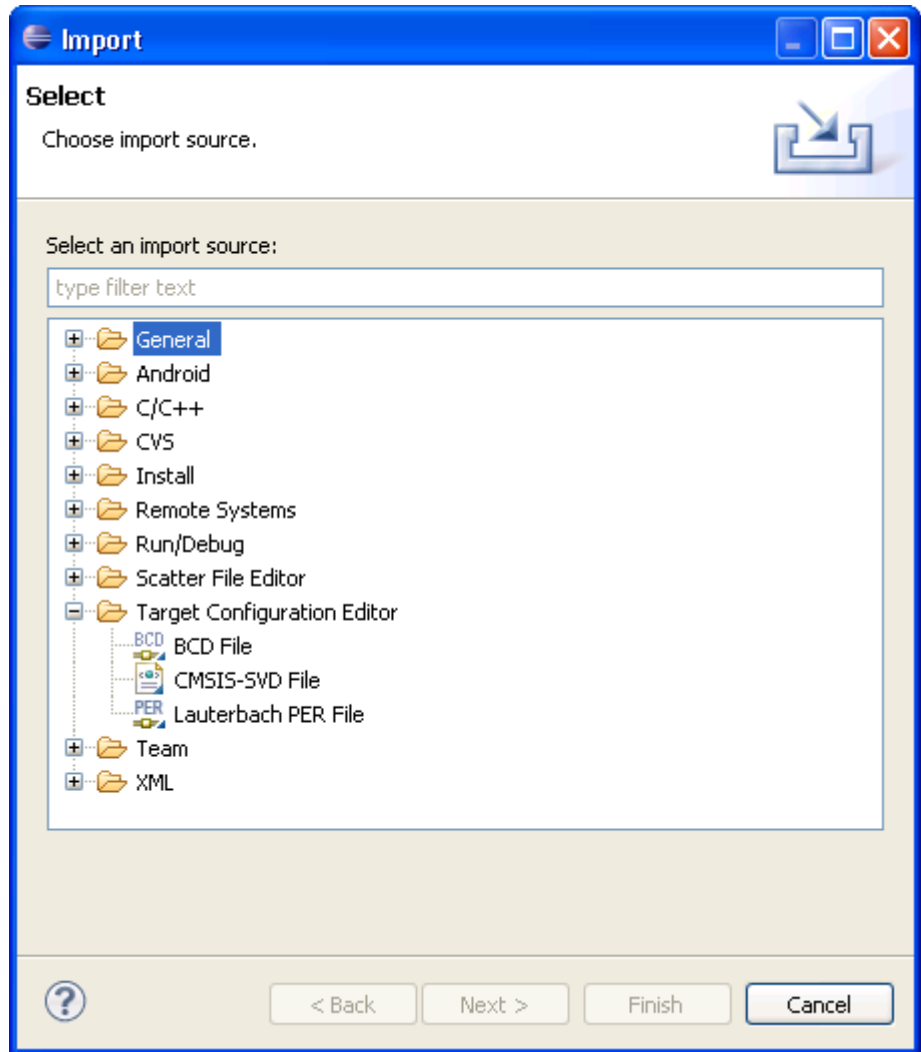 Import
Select
Choose import source.
Select an import source:
type filter text
General
Android
C/C++
CVS
Install
Remote Systems
Run/Debug
Scatter File Editor
Target Configuration Editor
BCD
BCD File
CMSIS-SVD File
PER
Lauterbach PER File
Team
XML
? < Back Next > Finish Cancel